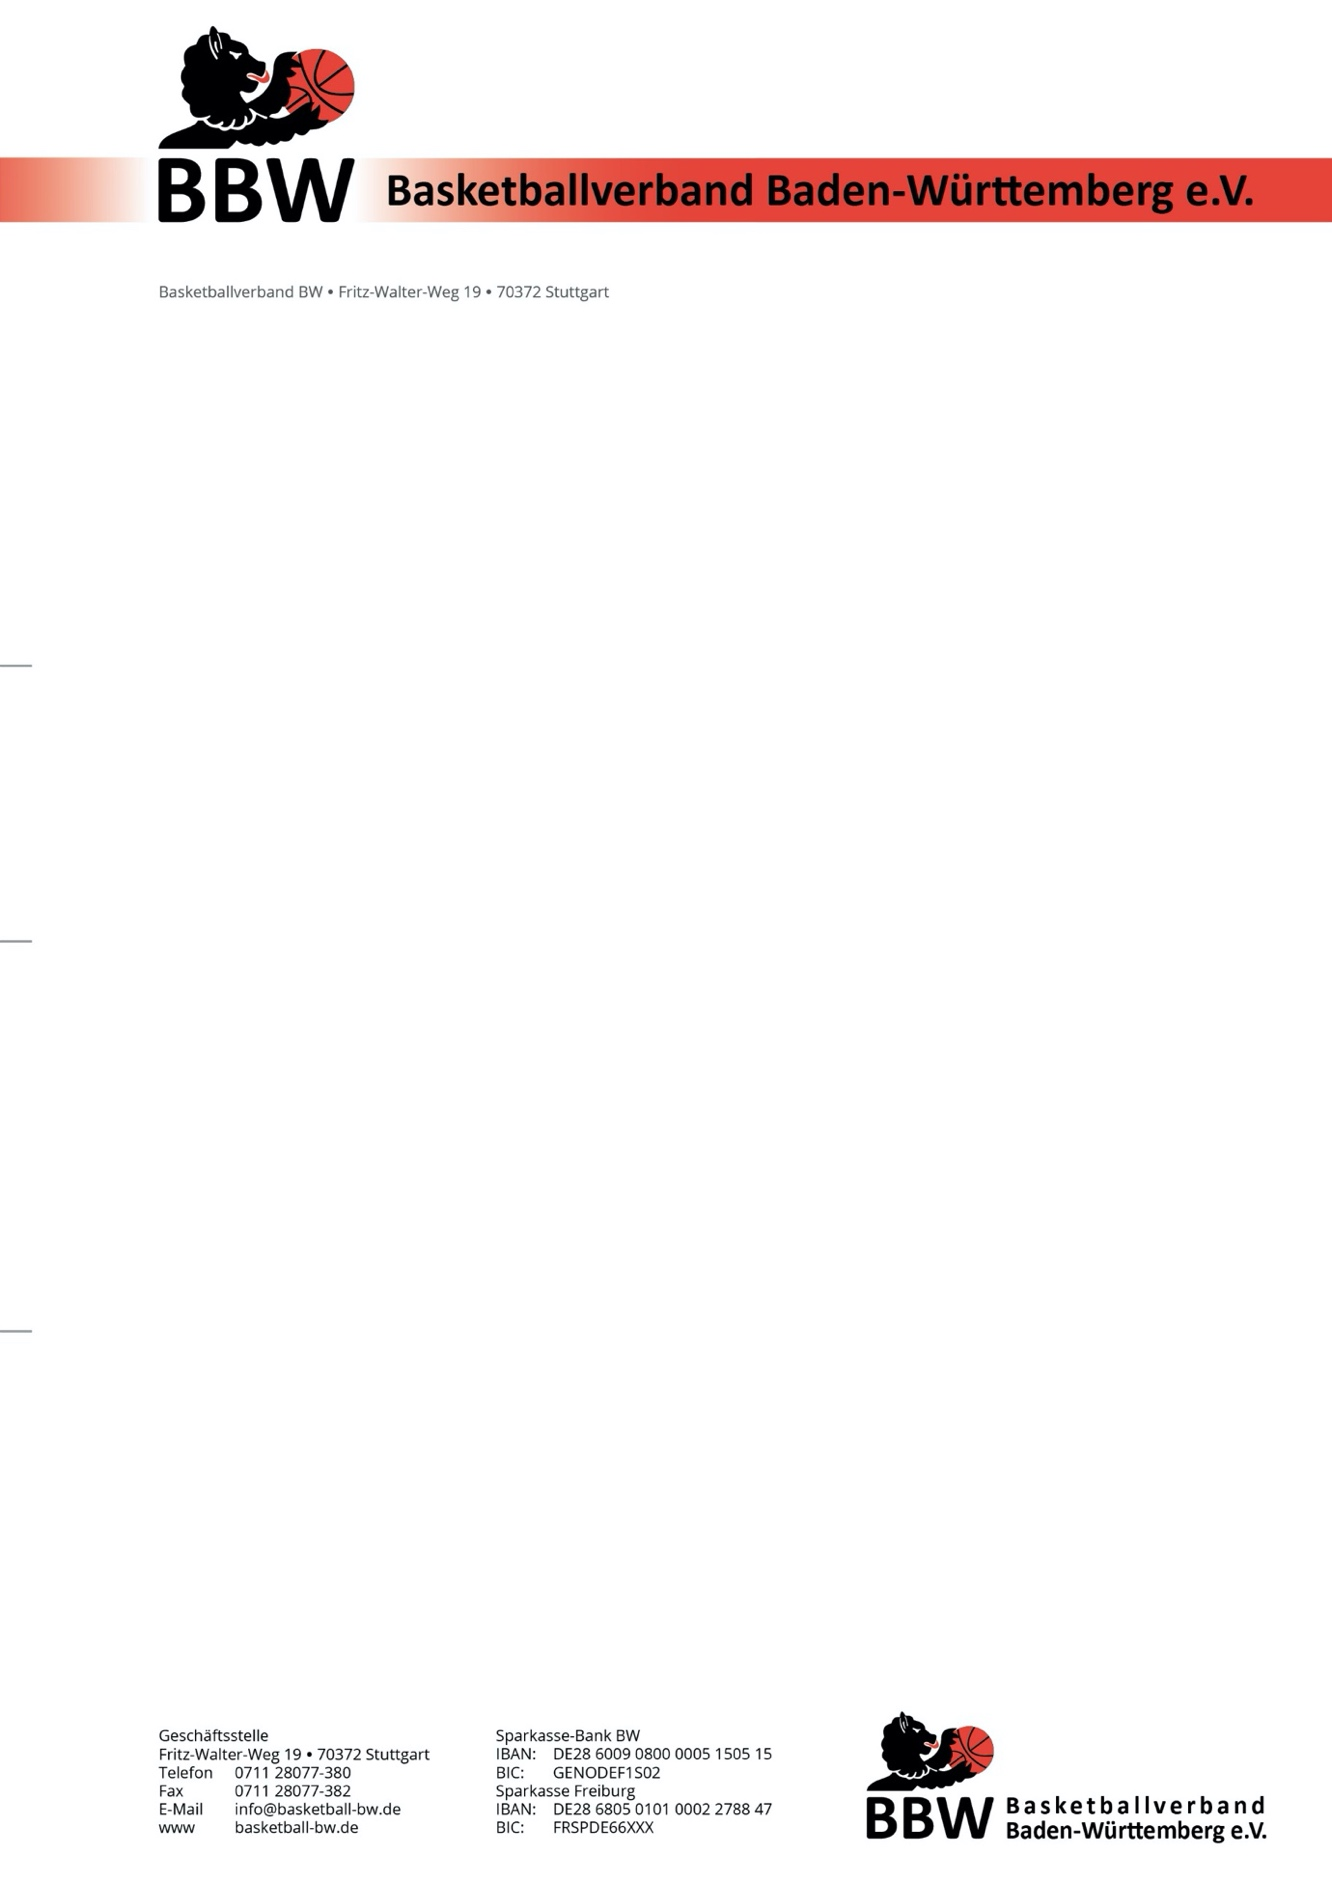 BBW Basketballverband Baden-Württemberg e.V.
Basketballverband BW • Fritz-Walter-Weg 19 • 70372 Stuttgart
Geschäftsstelle
Fritz-Walter-Weg 19 • 70372 Stuttgart
Telefon 0711 28077-380
Fax 0711 28077-382
E-Mail info@basketball-bw.de
www basketball-bw.de
Sparkasse-Bank BW
IBAN: DE28 6009 0800 0005 1505 15
BIC: GENODEF1S02
Sparkasse Freiburg
IBAN: DE28 6805 0101 0002 2788 47
BIC: FRSPDE66XXX
BBW
Basketballverband
Baden-Württemberg e.V.